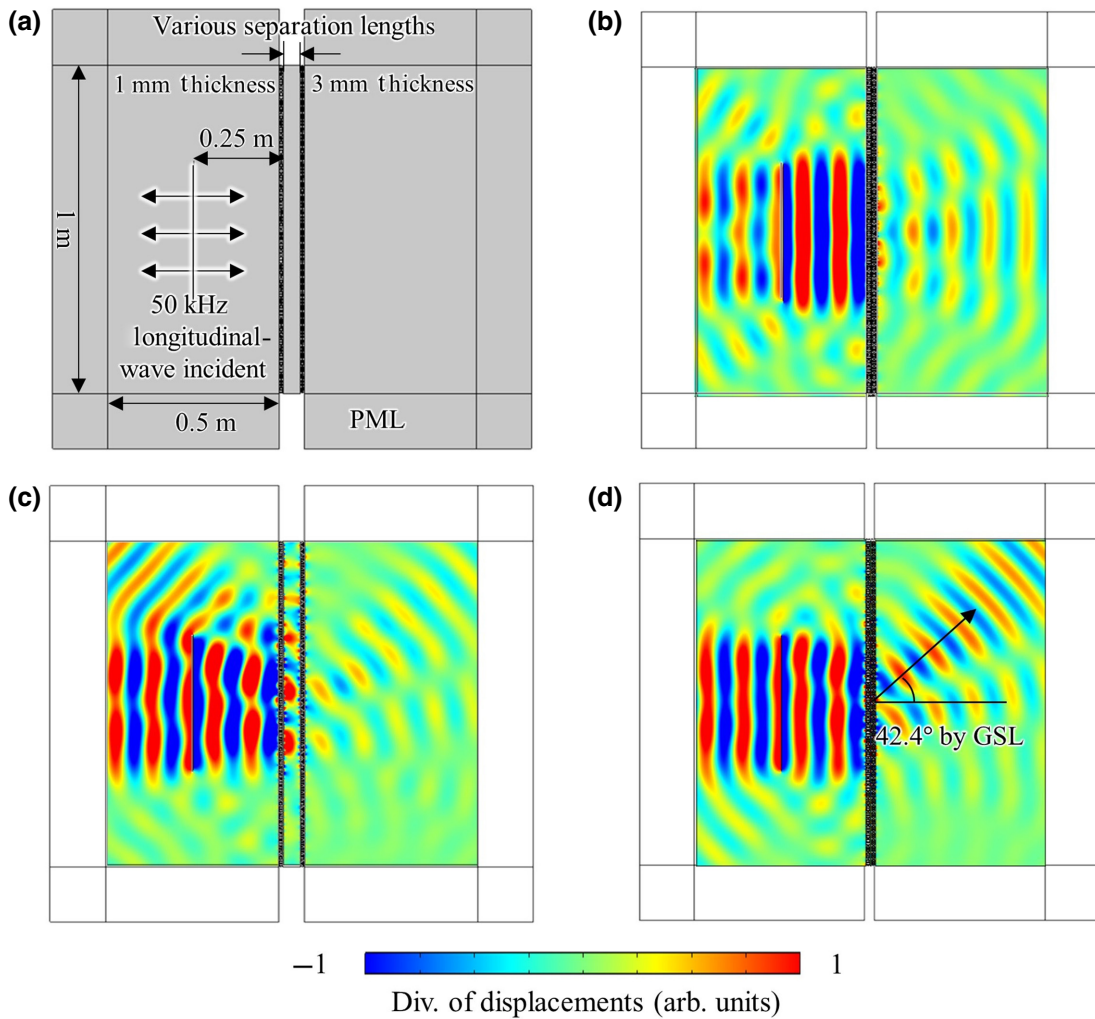 (a)
Various separation lengths
1 mm thickness
3 mm thickness
0.25 m
1 m
50 kHz
longitudinal-
wave incident
0.5 m
PML
(b)
(c)
(d)
42.4° by GSL
−1
1
Div. of displacements (arb. units)